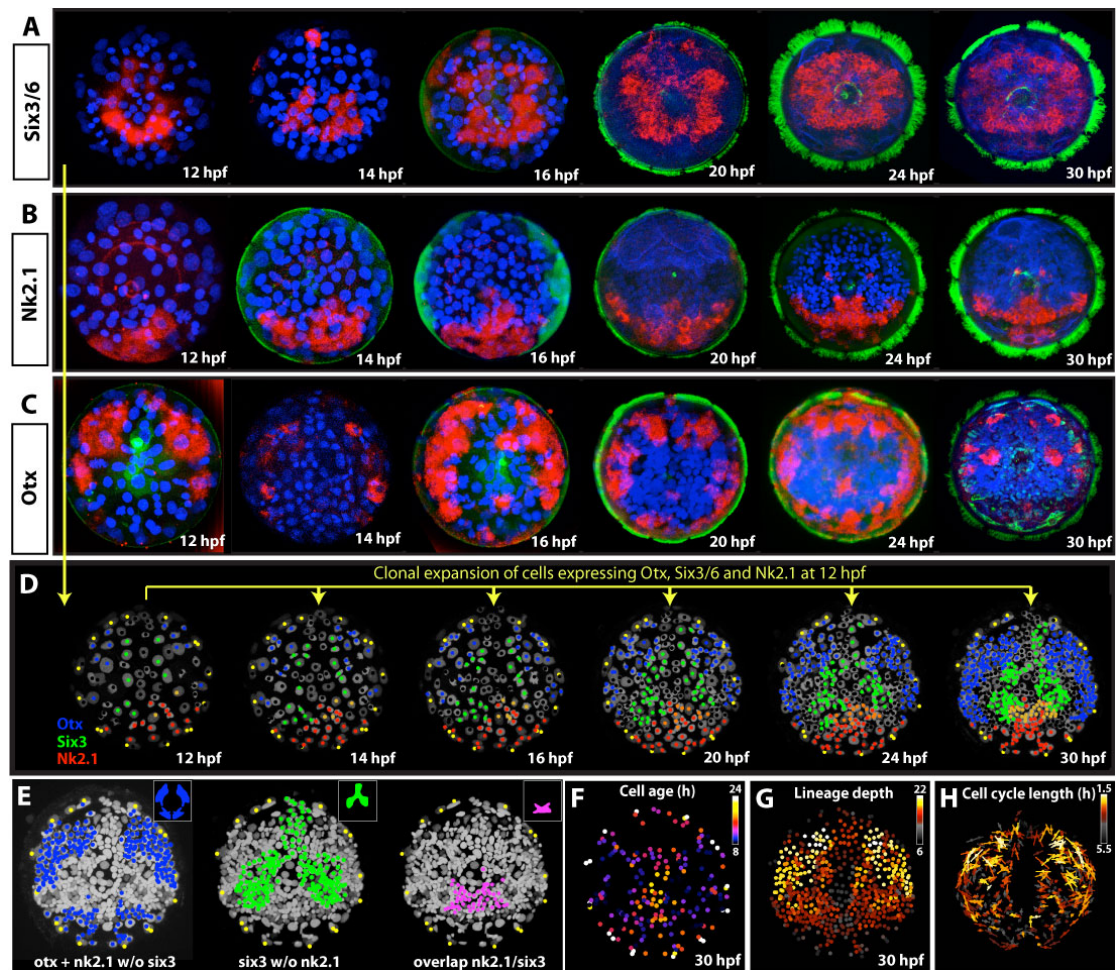 A
Six3/6
12 hpf
14 hpf
16 hpf
20 hpf
24 hpf
30 hpf
B
Nk2.1
12 hpf
14 hpf
16 hpf
20 hpf
24 hpf
30 hpf
C
Otx
12 hpf
14 hpf
16 hpf
20 hpf
24 hpf
30 hpf
D
Clonal expansion of cells expressing Otx, Six3/6 and Nk2.1 at 12 hpf
Otx
Six3
Nk2.1
12 hpf
14 hpf
16 hpf
20 hpf
24 hpf
30 hpf
E
otx + nk2.1 w/o six3
six3 w/o nk2.1
overlap nk2.1/six3
F
Cell age (h)
24
8
30 hpf
G
Lineage depth
22
6
30 hpf
H
Cell cycle length (h)
1.5
5.5